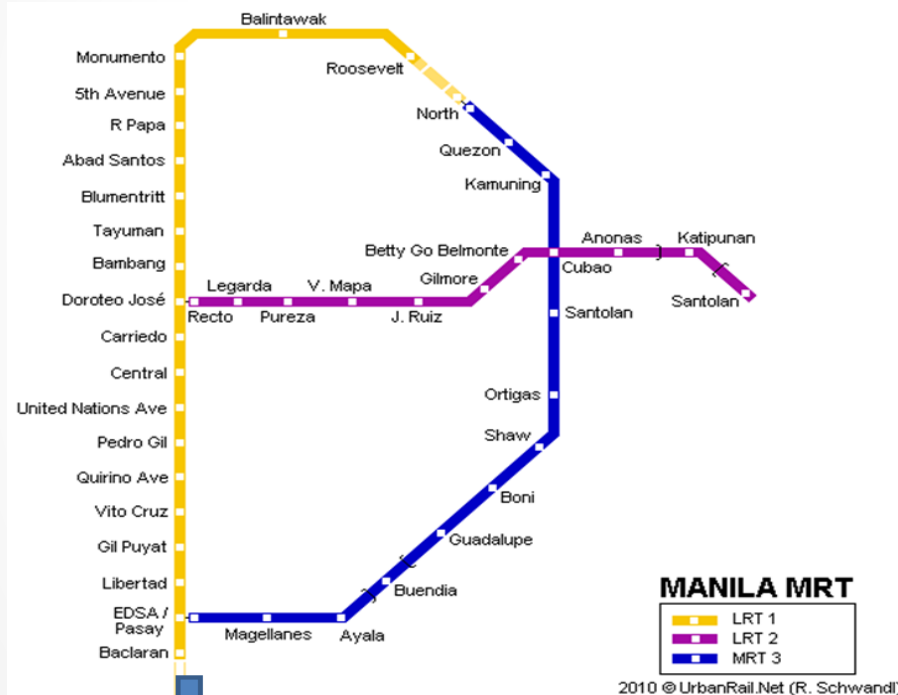 Balintawak
Monumento
Roosevelt
5th Avenue
North
R Papa
Quezon
Abad Santos
Kamuning
Blumentritt
Tayuman
Anonas
Katipunan
Betty Go Belmonte
Bambang
Cubao
Gilmore
Legarda
V. Mapa
Doroteo José
Santolan
Recto
Pureza
J. Ruiz
Santolan
Carriedo
Central
Ortigas
United Nations Ave
Shaw
Pedro Gil
Quirino Ave
Boni
Vito Cruz
Guadalupe
Gil Puyat
Libertad
Buendia
EDSA /
Pasay
Magellanes
Ayala
Baclaran
MANILA MRT
LRT 1
LRT 2
MRT 3
2010 © UrbanRail.Net (R. Schwandl)